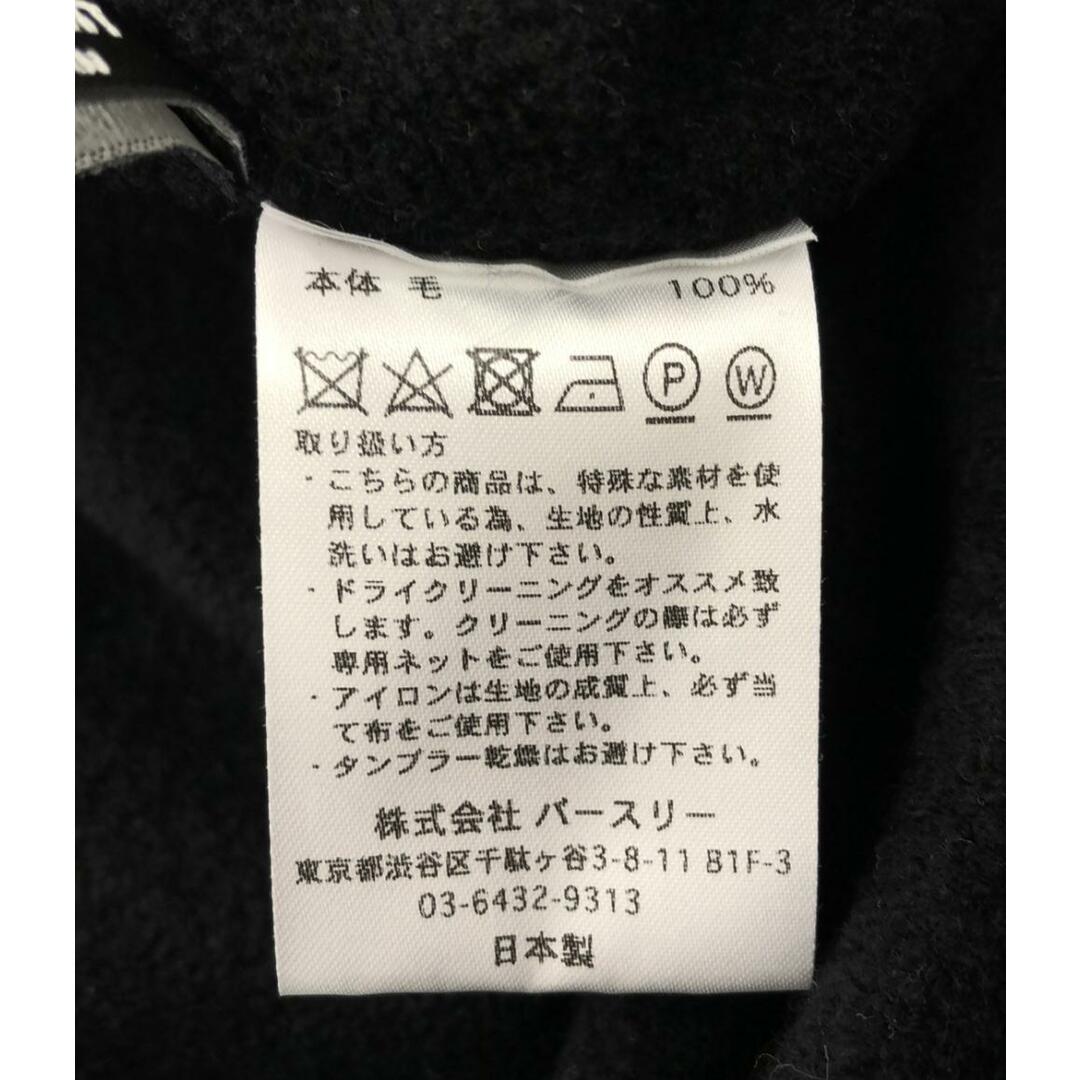 本体 毛 100%
P W
取り扱い方
・こちらの商品は、特殊な素材を使
用している為、生地の性質上、水
洗いはお避け下さい。
・ドライクリーニングをオススメ致
します。クリーニングの際は必ず
専用ネットをご使用下さい。
・アイロンは生地の成質上、必ず当
て布をご使用下さい。
・タンブラー乾燥はお避け下さい。
株式会社 バースリー
東京都渋谷区千駄ヶ谷3-8-11 B1F-3
03-6432-9313
日本製